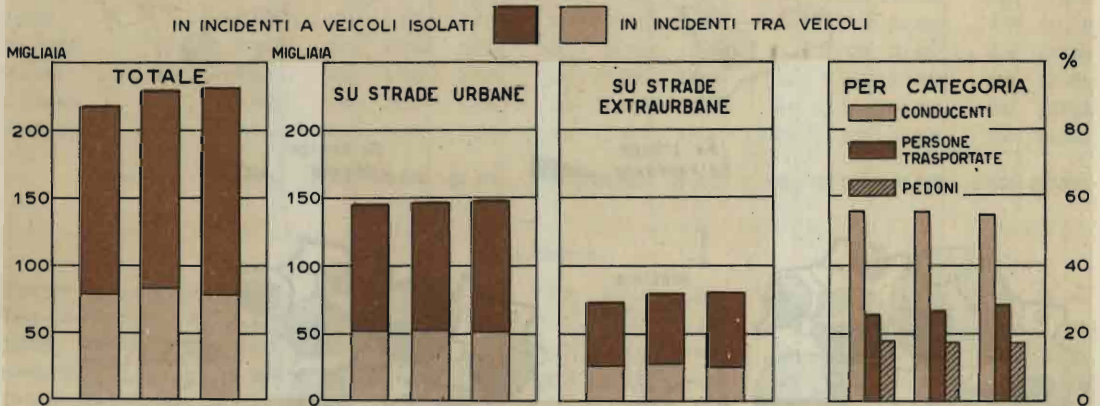 IN INCIDENTI A VEICOLI ISOLATI
IN INCIDENTI TRA VEICOLI
MIGLIAIA
TOTALE
200
150
100
50
0
MIGLIAIA
SU STRADE URBANE
200
150
100
50
0
SU STRADE
EXTRAURBANE
%
PER CATEGORIA
CONDUCENTI
PERSONE
TRASPORTATE
PEDONI
80
60
40
20
0